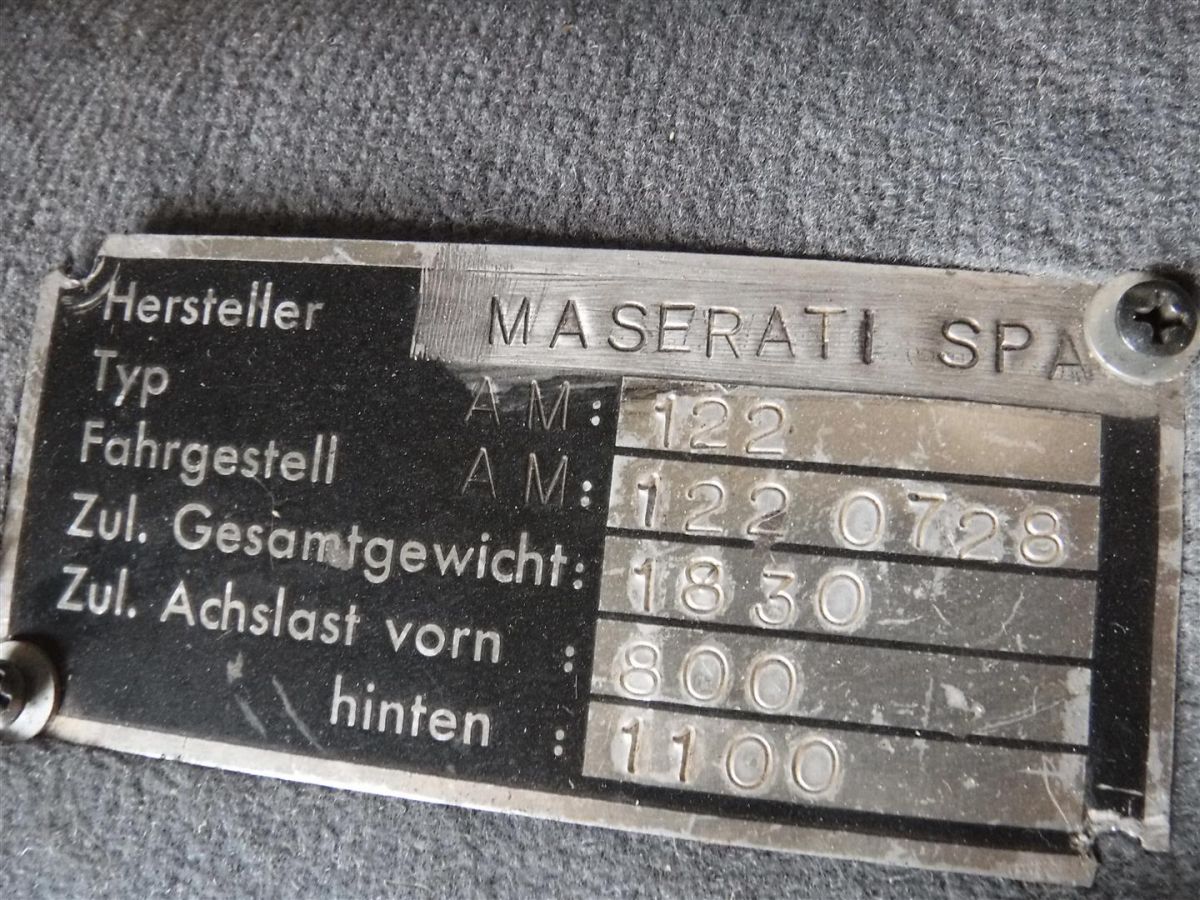 Hersteller MASERATI SPA
Typ AM: 122
Fahrgestell AM: 122 0728
Zul. Gesamtgewicht: 1830
Zul. Achslast vorn : 800
hinten : 1100